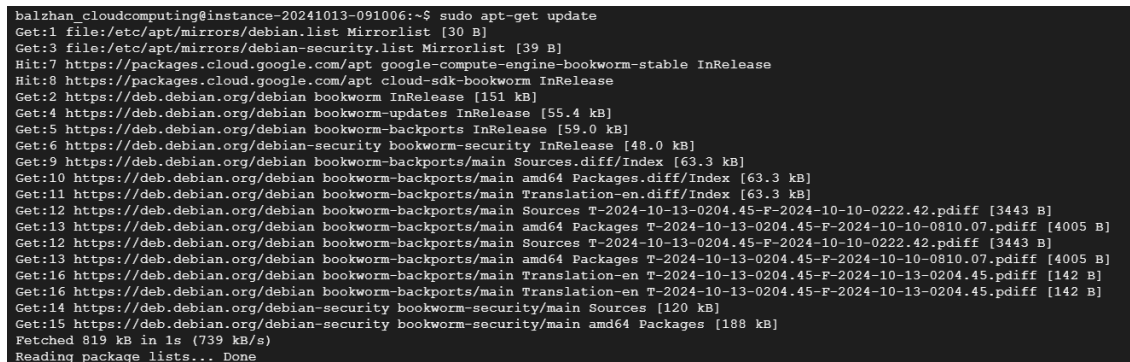 balzhan_cloudcomputing@instance-20241013-091006:~$ sudo apt-get update
Get:1 file:/etc/apt/mirrors/debian.list Mirrorlist [30 B]
Get:3 file:/etc/apt/mirrors/debian-security.list Mirrorlist [39 B]
Hit:7 https://packages.cloud.google.com/apt google-compute-engine-bookworm-stable InRelease
Hit:8 https://packages.cloud.google.com/apt cloud-sdk-bookworm InRelease
Get:2 https://deb.debian.org/debian bookworm InRelease [151 kB]
Get:4 https://deb.debian.org/debian bookworm-updates InRelease [55.4 kB]
Get:5 https://deb.debian.org/debian bookworm-backports InRelease [59.0 kB]
Get:6 https://deb.debian.org/debian-security bookworm-security InRelease [48.0 kB]
Get:9 https://deb.debian.org/debian bookworm-backports/main Sources.diff/Index [63.3 kB]
Get:10 https://deb.debian.org/debian bookworm-backports/main amd64 Packages.diff/Index [63.3 kB]
Get:11 https://deb.debian.org/debian bookworm-backports/main Translation-en.diff/Index [63.3 kB]
Get:12 https://deb.debian.org/debian bookworm-backports/main Sources T-2024-10-13-0204.45-F-2024-10-10-0222.42.pdiff [3443 B]
Get:13 https://deb.debian.org/debian bookworm-backports/main amd64 Packages T-2024-10-13-0204.45-F-2024-10-10-0810.07.pdiff [4005 B]
Get:12 https://deb.debian.org/debian bookworm-backports/main Sources T-2024-10-13-0204.45-F-2024-10-10-0222.42.pdiff [3443 B]
Get:13 https://deb.debian.org/debian bookworm-backports/main amd64 Packages T-2024-10-13-0204.45-F-2024-10-10-0810.07.pdiff [4005 B]
Get:16 https://deb.debian.org/debian bookworm-backports/main Translation-en T-2024-10-13-0204.45-F-2024-10-13-0204.45.pdiff [142 B]
Get:16 https://deb.debian.org/debian bookworm-backports/main Translation-en T-2024-10-13-0204.45-F-2024-10-13-0204.45.pdiff [142 B]
Get:14 https://deb.debian.org/debian-security bookworm-security/main Sources [120 kB]
Get:15 https://deb.debian.org/debian-security bookworm-security/main amd64 Packages [188 kB]
Fetched 819 kB in 1s (739 kB/s)
Reading package lists... Done